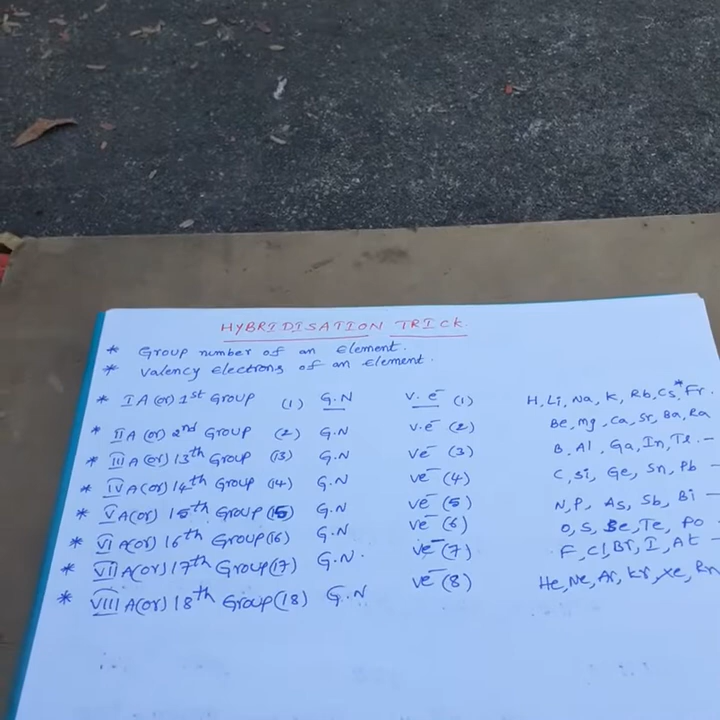 HYBRIDISATION TRICK.
* Group number of an element.
* Valency electrons of an element.
* IA (or) 1st Group (1) G.N V.e⁻ (1) H, Li, Na, K, Rb, Cs,* Fr.
* IIA (or) 2nd Group (2) G.N V.e⁻ (2) Be, Mg, Ca, Sr, Ba, Ra
* IIIA (or) 13th Group (13) G.N Ve⁻ (3) B, Al, Ga, In, Tl. -
* IVA (or) 14th Group (14) G.N Ve⁻ (4) C, Si, Ge, Sn, Pb -
* VA (or) 15th Group (15) G.N Ve⁻ (5) N, P, As, Sb, Bi -
* VI A(or) 16th Group (16) G.N Ve⁻ (6) O, S, Se, Te, Po -
* VII A(or) 17th Group (17) G.N. Ve⁻ (7) F, Cl, Br, I, At -
* VIII A(or) 18th Group (18) G.N Ve⁻ (8) He, Ne, Ar, Kr, Xe, Rn